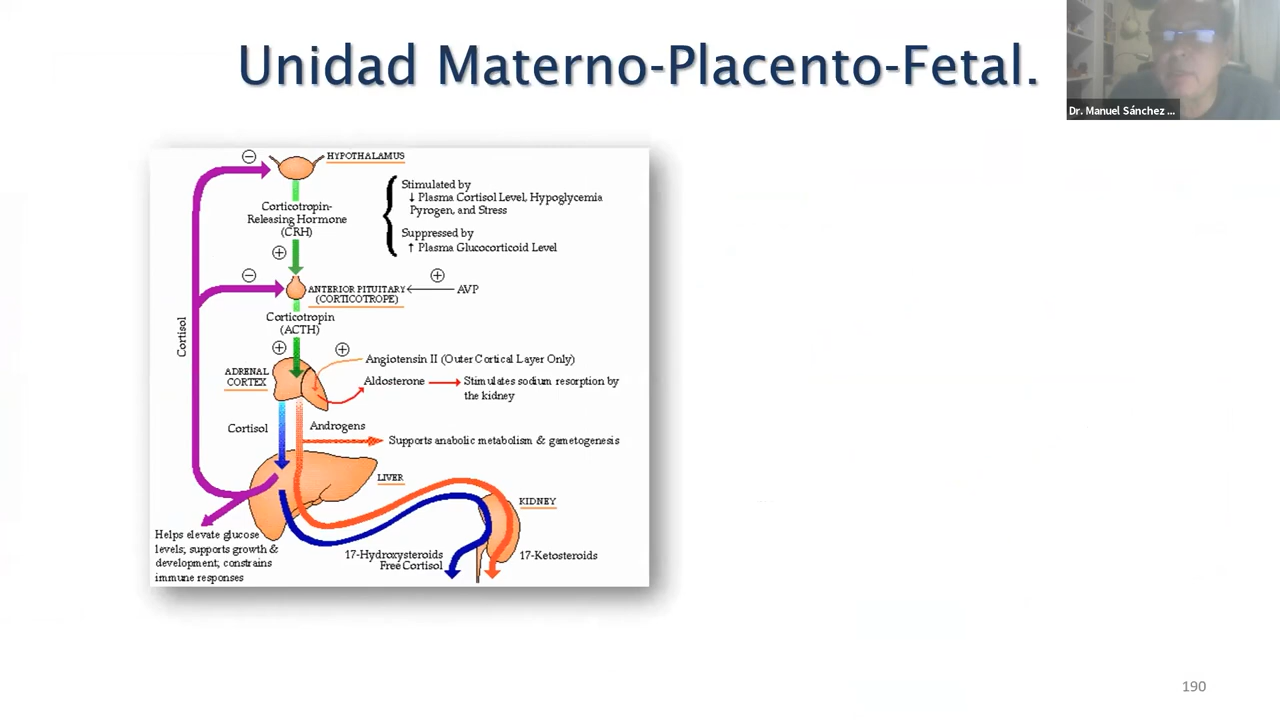 Unidad Materno-Placento-Fetal.
Dr. Manuel Sánchez ...
HYPOTHALAMUS
Stimulated by
↓ Plasma Cortisol Level, Hypoglycemia
Pyrogen, and Stress
Suppressed by
↑ Plasma Glucocorticoid Level
Corticotropin-
Releasing Hormone
(CRH)
ANTERIOR PITUITARY
(CORTICOTROPE)
AVP
Corticotropin
(ACTH)
Cortisol
Angiotensin II (Outer Cortical Layer Only)
ADRENAL
CORTEX
Aldosterone
Stimulates sodium resorption by
the kidney
Cortisol
Androgens
Supports anabolic metabolism & gametogenesis
LIVER
KIDNEY
Helps elevate glucose
levels; supports growth &
development; constrains
immune responses
17-Hydroxysteroids
Free Cortisol
17-Ketosteroids
190